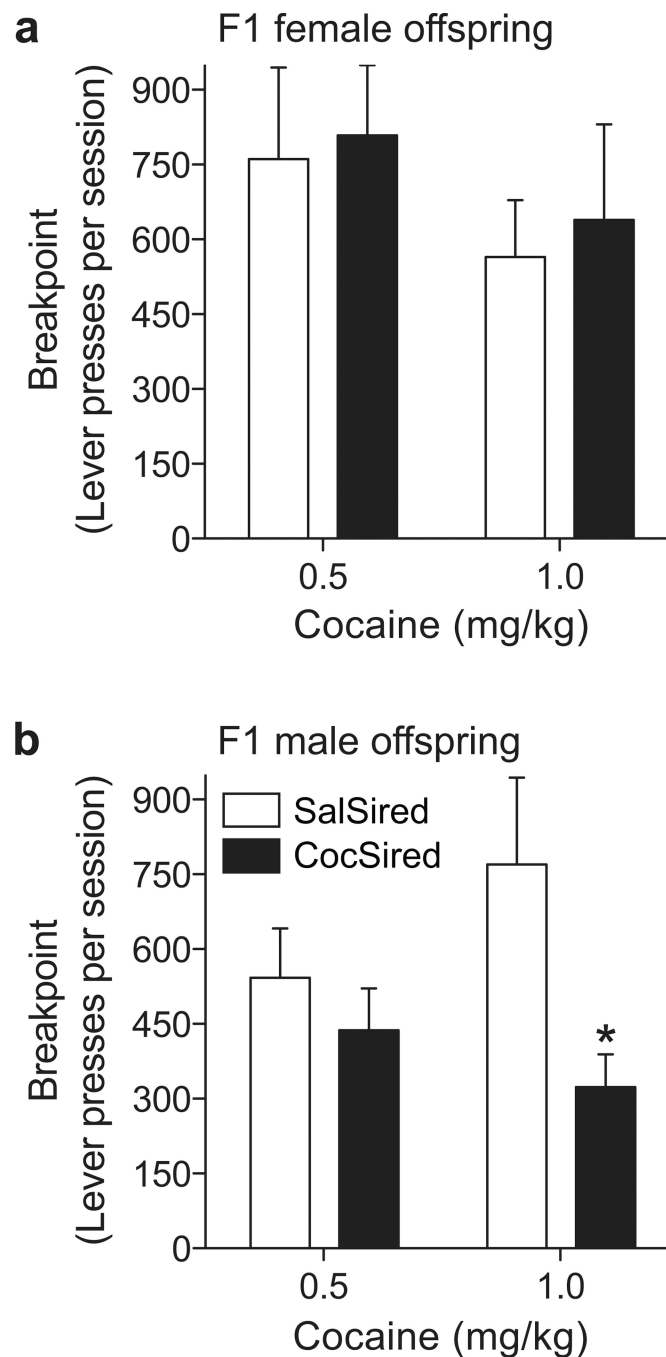 a
F1 female offspring
Breakpoint
(Lever presses per session)
900
750
600
450
300
150
0
0.5 1.0
Cocaine (mg/kg)
b
F1 male offspring
Breakpoint
(Lever presses per session)
900
750
600
450
300
150
0
SalSired
CocSired
*
0.5 1.0
Cocaine (mg/kg)